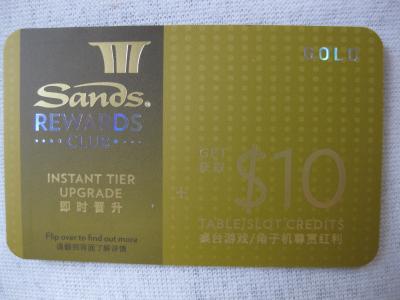 GOLD
Sands
REWARDS
CLUB
INSTANT TIER
UPGRADE
即时晋升
Flip over to find out more
请翻到背面了解详情
+
GET
获取
$10
TABLE/SLOT CREDITS
桌台游戏/角子机尊赏红利